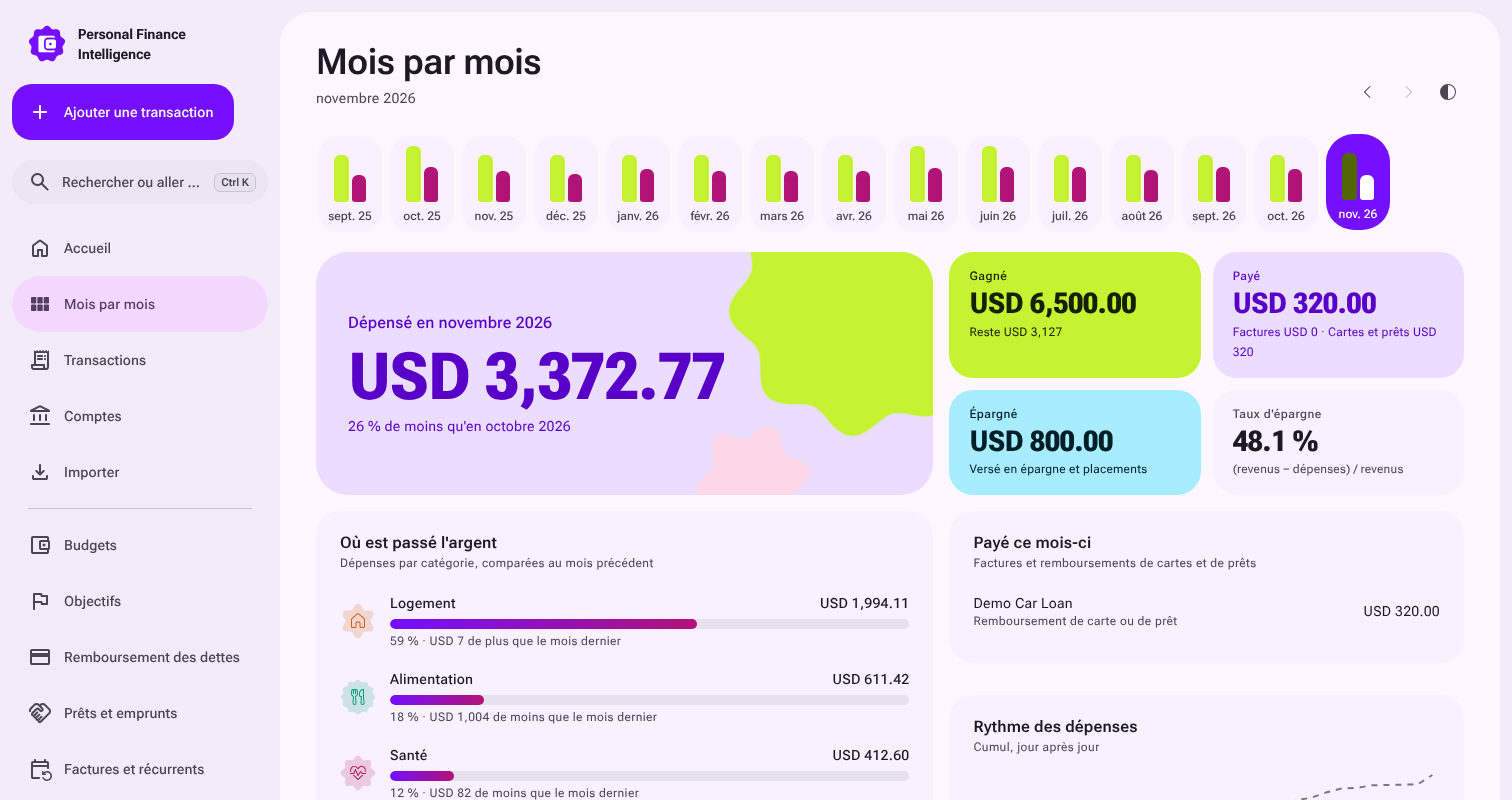 Personal Finance
Intelligence
Ajouter une transaction
Rechercher ou aller ...
Ctrl K
Accueil
Mois par mois
Transactions
Comptes
Importer
Budgets
Objectifs
Remboursement des dettes
Prêts et emprunts
Factures et récurrents
Mois par mois
novembre 2026
sept. 25
oct. 25
nov. 25
déc. 25
janv. 26
févr. 26
mars 26
avr. 26
mai 26
juin 26
juil. 26
août 26
sept. 26
oct. 26
nov. 26
Dépensé en novembre 2026
USD 3,372.77
26 % de moins qu'en octobre 2026
Gagné
USD 6,500.00
Reste USD 3,127
Payé
USD 320.00
Factures USD 0 · Cartes et prêts USD
320
Épargné
USD 800.00
Versé en épargne et placements
Taux d'épargne
48.1 %
(revenus − dépenses) / revenus
Où est passé l'argent
Dépenses par catégorie, comparées au mois précédent
Logement
USD 1,994.11
59 % · USD 7 de plus que le mois dernier
Alimentation
USD 611.42
18 % · USD 1,004 de moins que le mois dernier
Santé
USD 412.60
12 % · USD 82 de moins que le mois dernier
Payé ce mois-ci
Factures et remboursements de cartes et de prêts
Demo Car Loan
Remboursement de carte ou de prêt
USD 320.00
Rythme des dépenses
Cumul, jour après jour